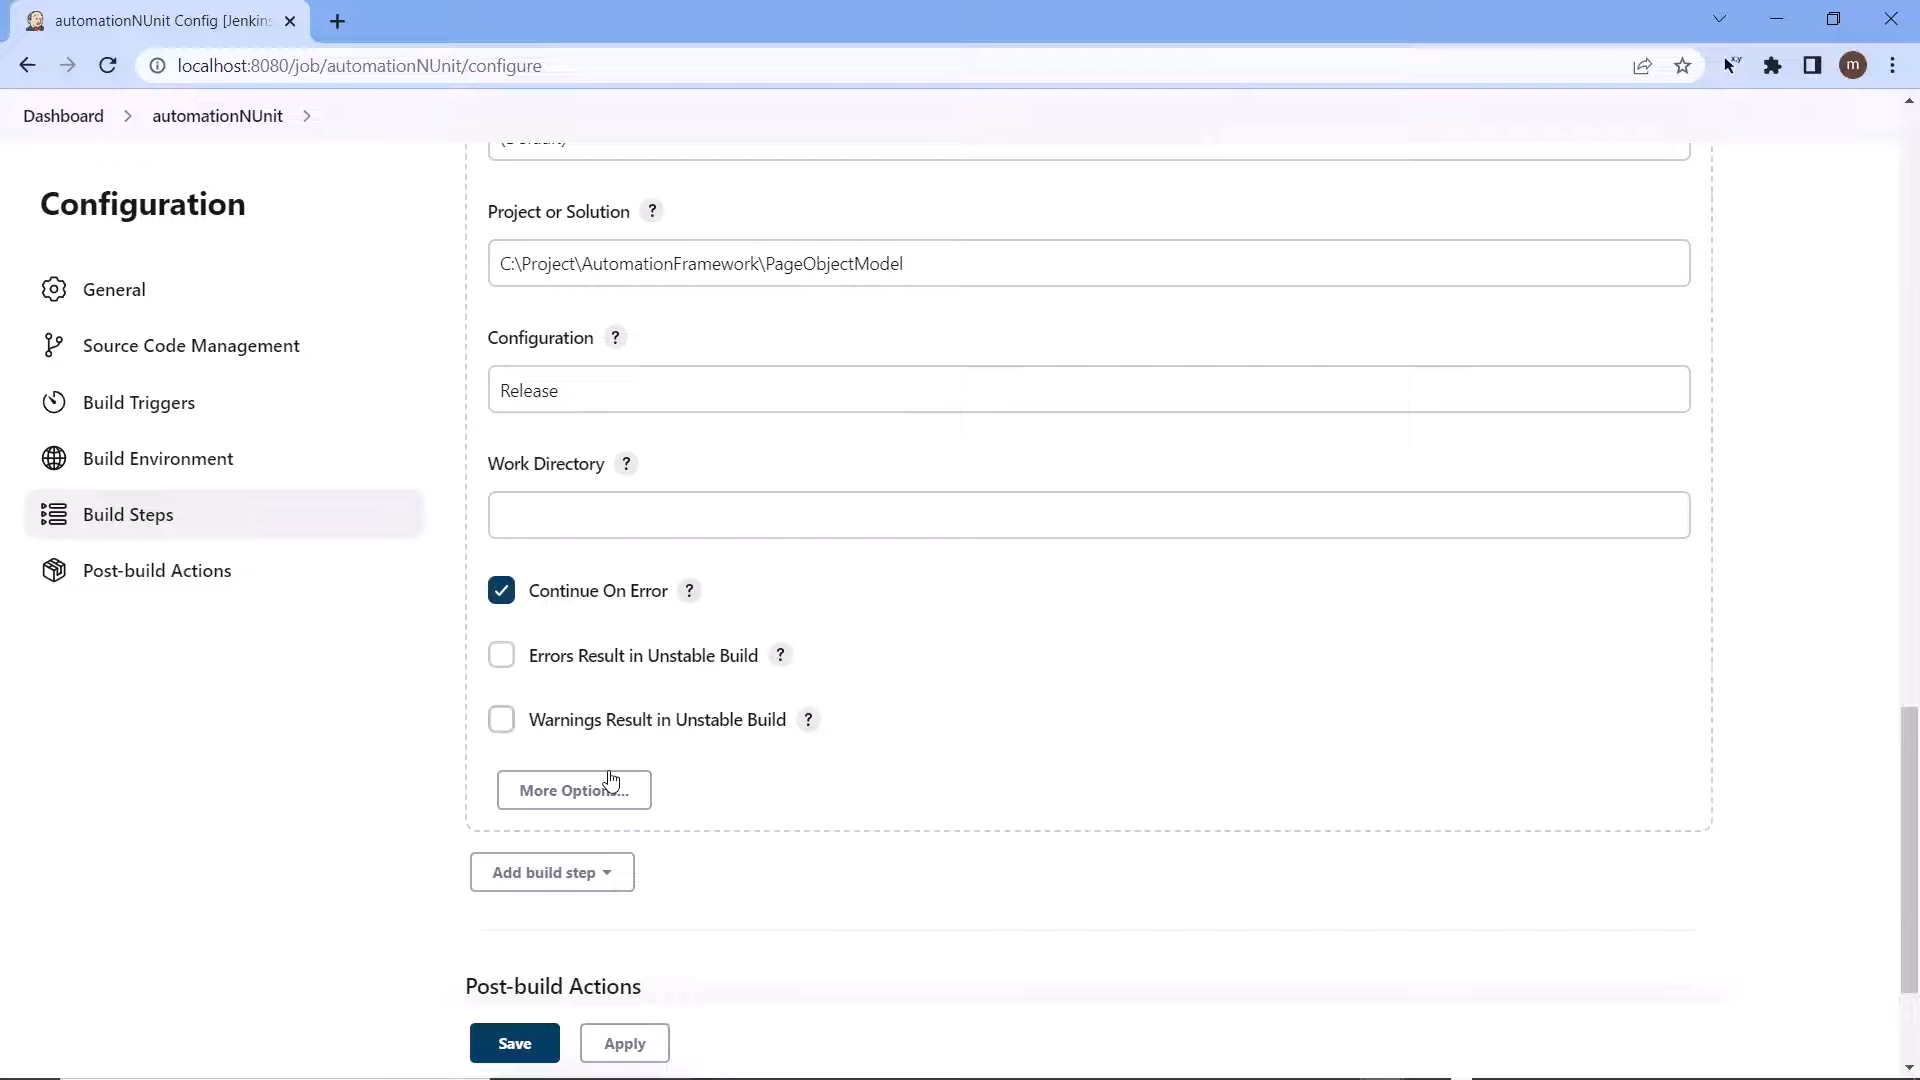 automationNUnit Config [Jenkins
localhost:8080/job/automationNUnit/configure
m
Dashboard
automationNUnit
Configuration
General
Source Code Management
Build Triggers
Build Environment
Build Steps
Post-build Actions
(Default)
Project or Solution ?
C:\Project\AutomationFramework\PageObjectModel
Configuration ?
Release
Work Directory ?
Continue On Error ?
Errors Result in Unstable Build ?
Warnings Result in Unstable Build ?
More Options...
Add build step
Post-build Actions
Save
Apply